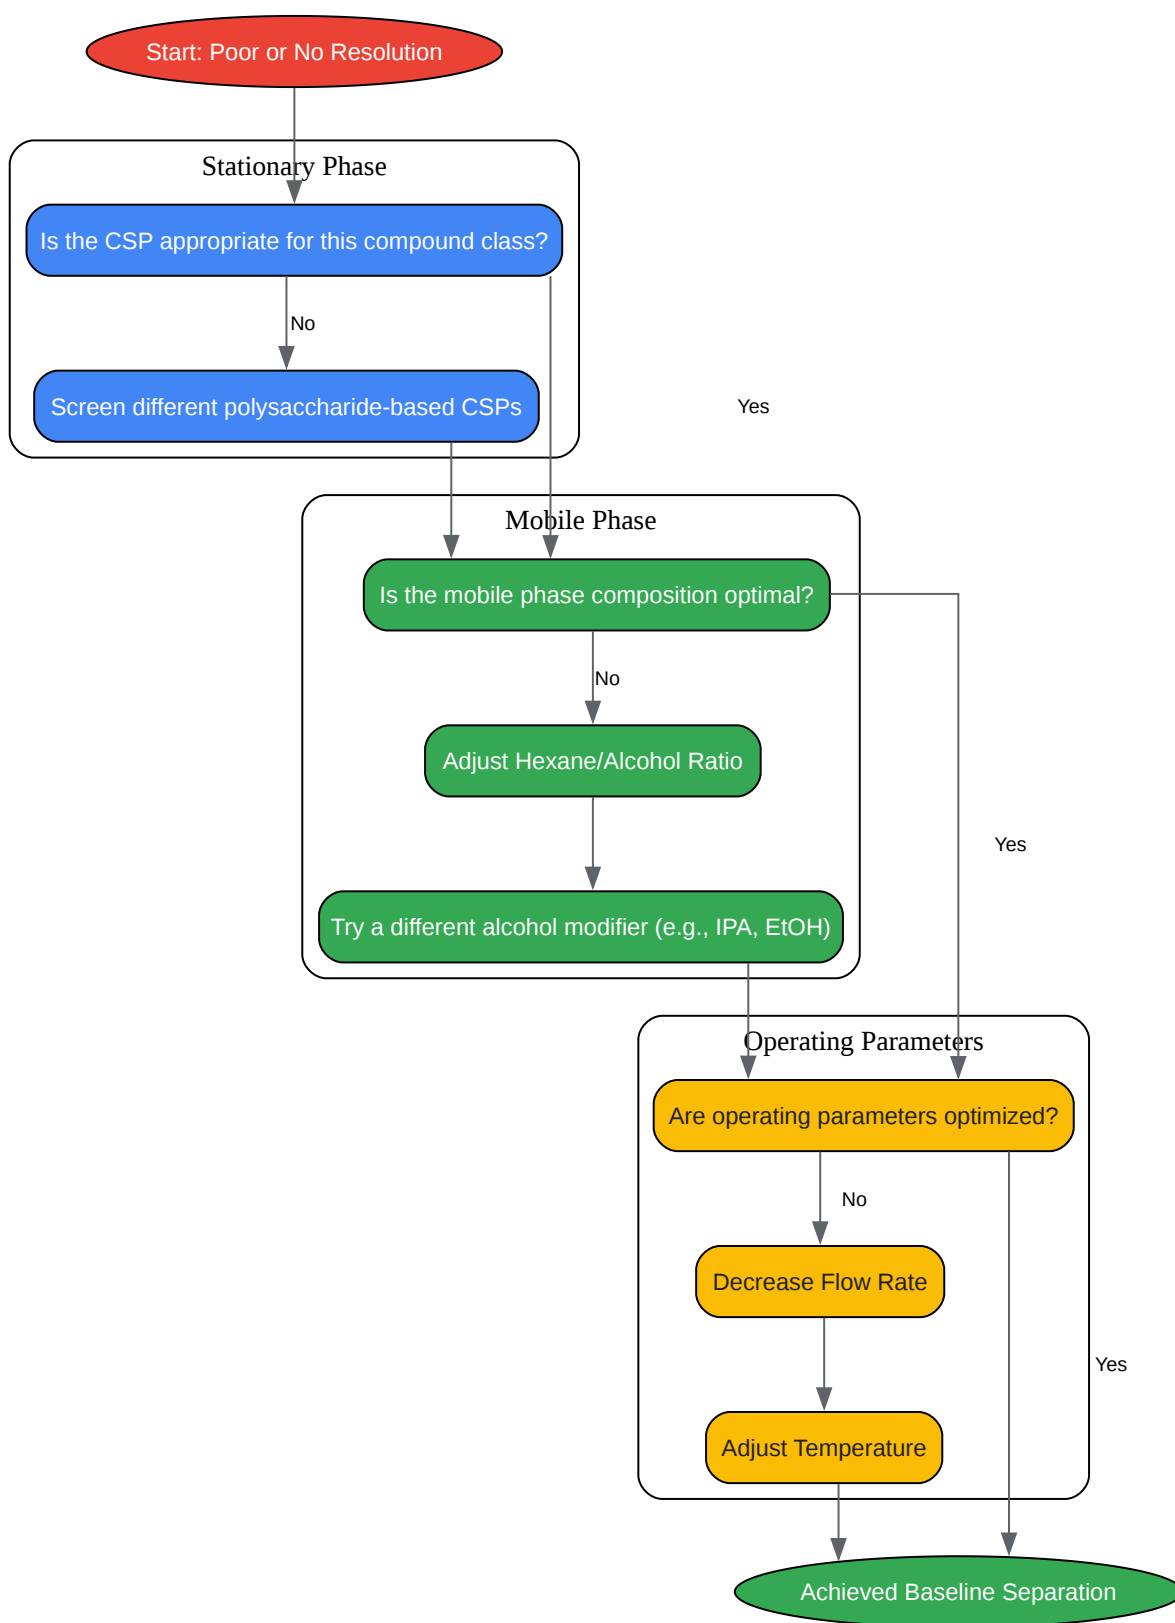 Start: Poor or No Resolution
Stationary Phase
Is the CSP appropriate for this compound class?
No
Screen different polysaccharide-based CSPs
Yes
Mobile Phase
Is the mobile phase composition optimal?
No
Adjust Hexane/Alcohol Ratio
Yes
Try a different alcohol modifier (e.g., IPA, EtOH)
Operating Parameters
Are operating parameters optimized?
No
Decrease Flow Rate
Yes
Adjust Temperature
Achieved Baseline Separation